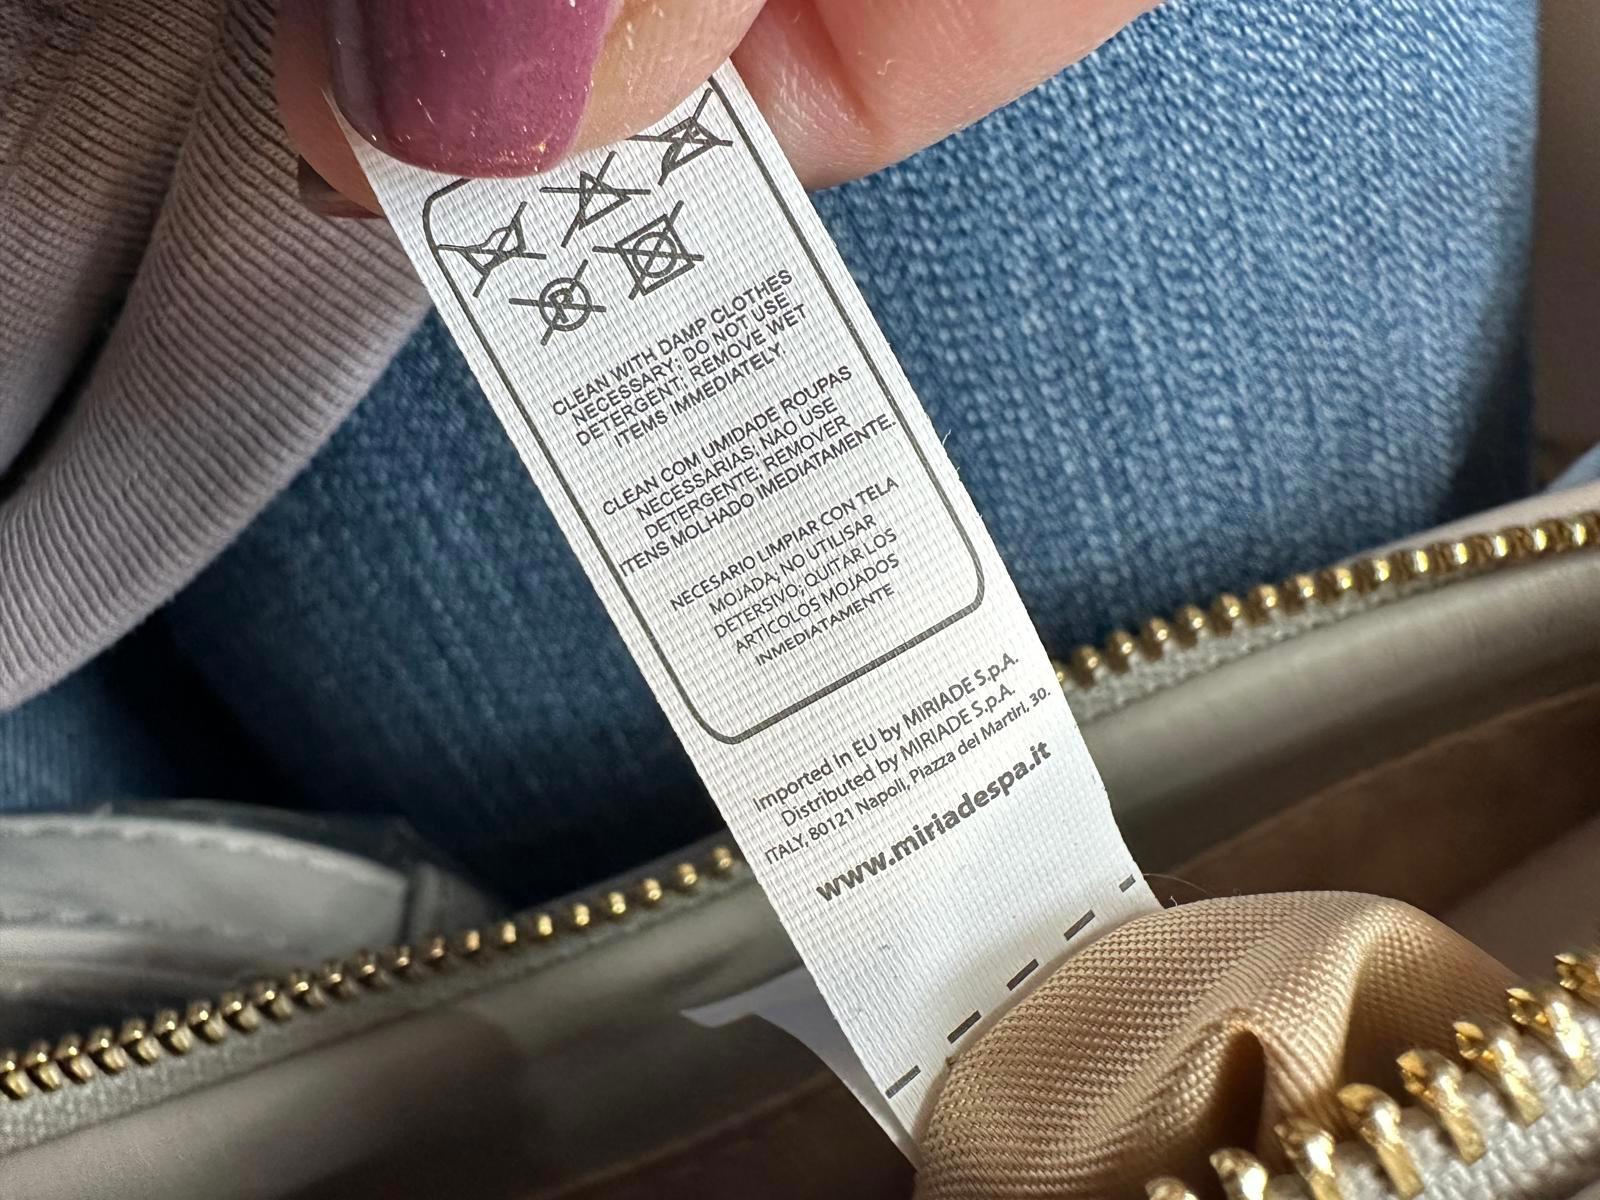 CLEAN WITH DAMP CLOTHES
NECESSARY; DO NOT USE
DETERGENT; REMOVE WET
ITEMS IMMEDIATELY.
CLEAN COM UMIDADE ROUPAS
NECESSARIAS, NAO USE
DETERGENTE; REMOVER
ITENS MOLHADO IMEDIATAMENTE.
NECESARIO LIMPIAR CON TELA
MOJADA; NO UTILISAR
DETERSIVO; QUITAR LOS
ARTICOLOS MOJADOS
INMEDIATAMENTE
Imported in EU by MIRIADE S.p.A.
Distributed by MIRIADE S.p.A.
ITALY, 80121 Napoli, Piazza dei Martiri, 30.
www.miriadespa.it